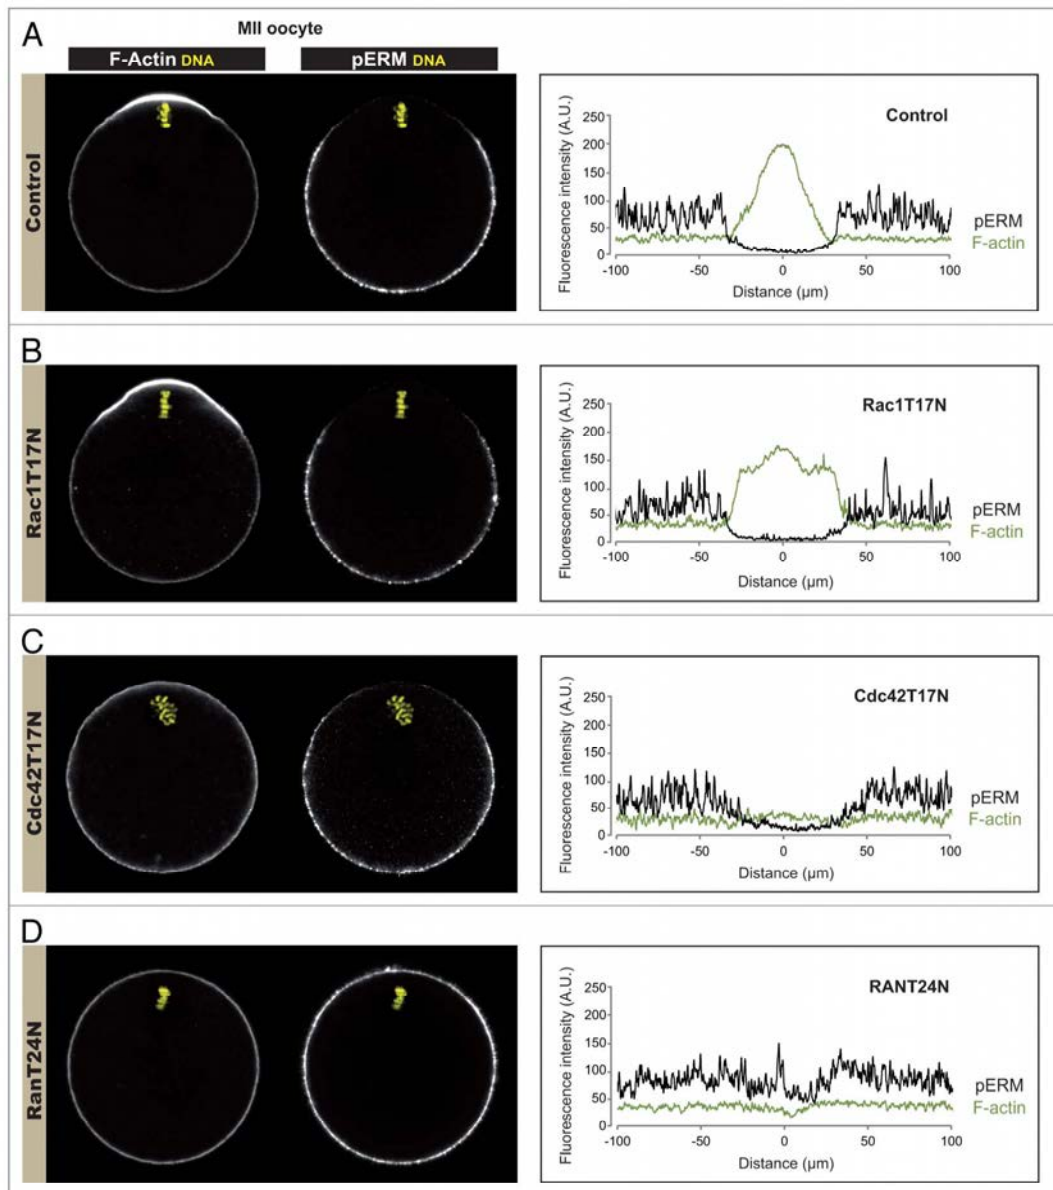 A
MII oocyte
F-Actin DNA
pERM DNA
Control
Fluorescence intensity (A.U.)
250
200
150
100
50
0
-100 -50 0 50 100
Distance (µm)
Control
pERM
F-actin
B
Rac1T17N
Fluorescence intensity (A.U.)
250
200
150
100
50
0
-100 -50 0 50 100
Distance (µm)
Rac1T17N
pERM
F-actin
C
Cdc42T17N
Fluorescence intensity (A.U.)
250
200
150
100
50
0
-100 -50 0 50 100
Distance (µm)
Cdc42T17N
pERM
F-actin
D
RanT24N
Fluorescence intensity (A.U.)
250
200
150
100
50
0
-100 -50 0 50 100
Distance (µm)
RANT24N
pERM
F-actin